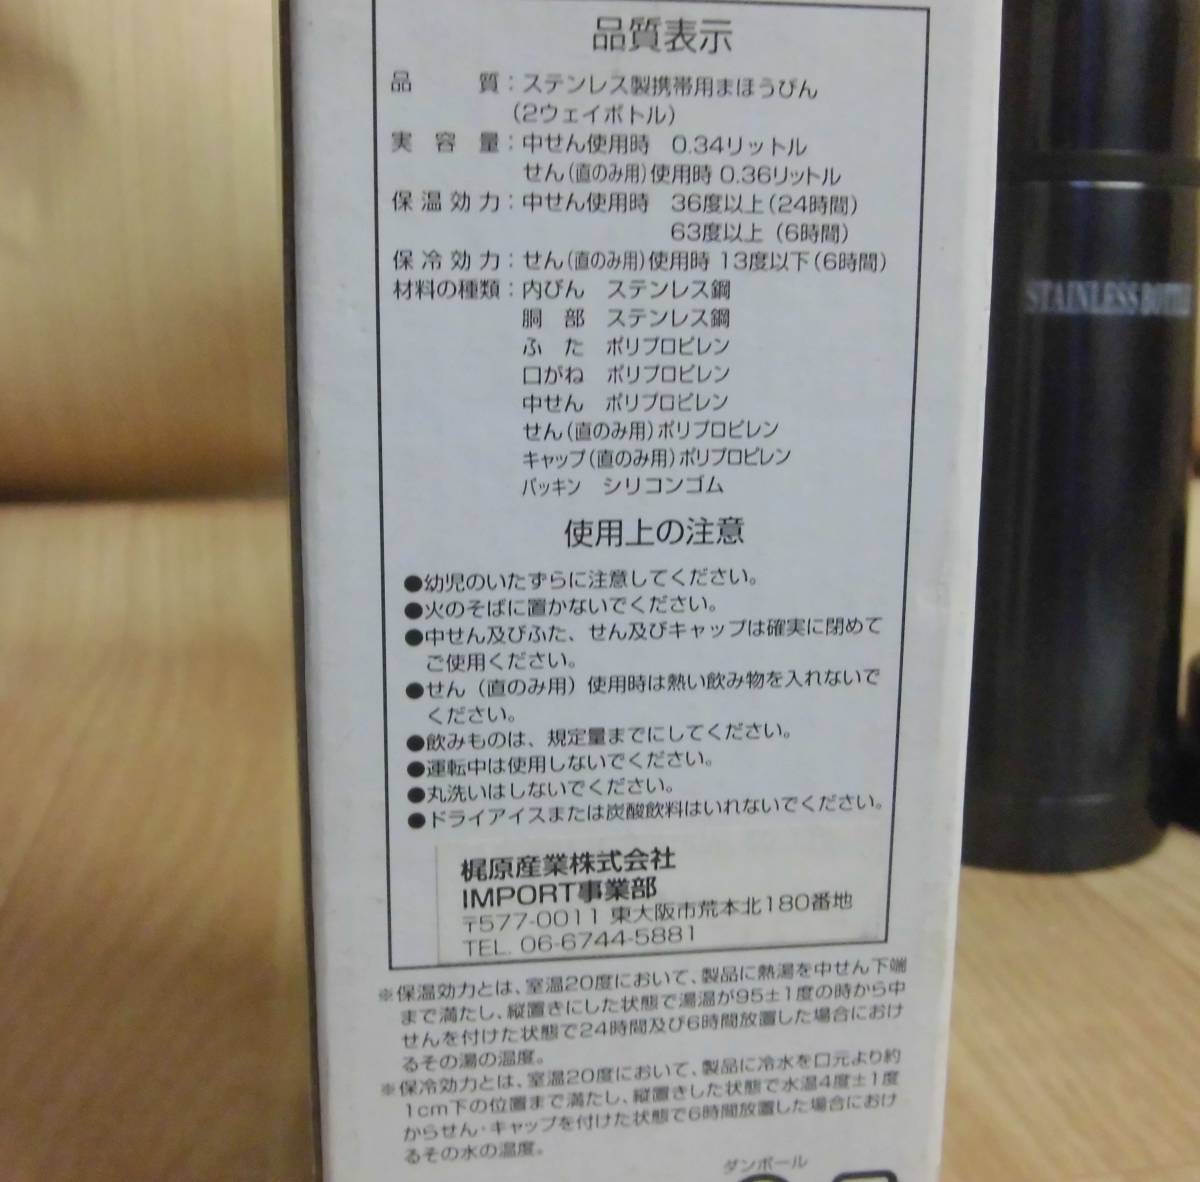 品質表示
品質：ステンレス製携帯用まほうびん
（2ウェイボトル）
実容量：中せん使用時 0.34リットル
せん（直のみ用）使用時 0.36リットル
保温効力：中せん使用時 36度以上（24時間）
63度以上（6時間）
保冷効力：せん（直のみ用）使用時 13度以下（6時間）
材料の種類：内びん ステンレス鋼
胴部 ステンレス鋼
ふた ポリプロピレン
口がね ポリプロピレン
中せん ポリプロピレン
せん（直のみ用）ポリプロピレン
キャップ（直のみ用）ポリプロピレン
パッキン シリコンゴム
使用上の注意
●幼児のいたずらに注意してください。
●火のそばに置かないでください。
●中せん及びふた、せん及びキャップは確実に閉めて
ご使用ください。
●せん（直のみ用）使用時は熱い飲み物を入れないで
ください。
●飲みものは、規定量までにしてください。
●運転中は使用しないでください。
●丸洗いはしないでください。
●ドライアイスまたは炭酸飲料はいれないでください。
梶原産業株式会社
IMPORT事業部
〒577-0011 東大阪市荒本北180番地
TEL. 06-6744-5881
※保温効力とは、室温20度において、製品に熱湯を中せん下端
まで満たし、縦置きにした状態で湯温が95±1度の時から中
せんを付けた状態で24時間及び6時間放置した場合におけ
るその湯の温度。
※保冷効力とは、室温20度において、製品に冷水を口元より約
1cm下の位置まで満たし、縦置きした状態で水温4度±1度
からせん・キャップを付けた状態で6時間放置した場合におけ
るその水の温度。
ダンボール
STAINLESS BOTTLE